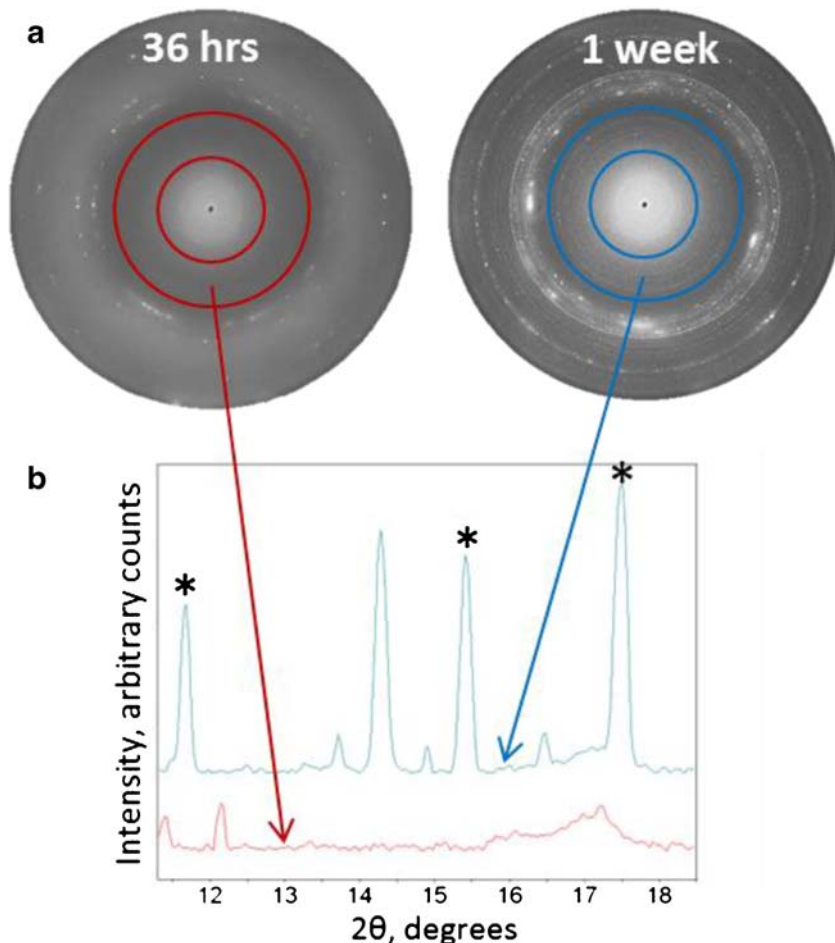 a
36 hrs
1 week
b
*
*
*
Intensity, arbitrary counts
12 13 14 15 16 17 18
2θ, degrees